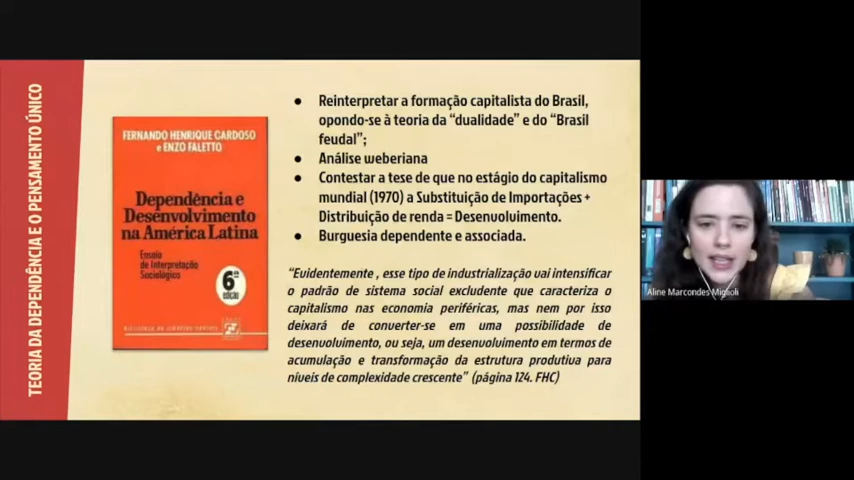 TEORIA DA DEPENDÊNCIA E O PENSAMENTO ÚNICO
FERNANDO HENRIQUE CARDOSO
e ENZO FALETTO
Dependência e
Desenvolvimento
na América Latina
Ensaio
de Interpretação
Sociológica
6ª
edição
● Reinterpretar a formação capitalista do Brasil,
opondo-se à teoria da “dualidade” e do “Brasil
feudal”;
● Análise weberiana
● Contestar a tese de que no estágio do capitalismo
mundial (1970) a Substituição de Importações +
Distribuição de renda = Desenvolvimento.
● Burguesia dependente e associada.
“Evidentemente , esse tipo de industrialização vai intensificar
o padrão de sistema social excludente que caracteriza o
capitalismo nas economia periféricas, mas nem por isso
deixará de converter-se em uma possibilidade de
desenvolvimento, ou seja, um desenvolvimento em termos de
acumulação e transformação da estrutura produtiva para
níveis de complexidade crescente” (página 124. FHC)
Aline Marcondes Miglioli